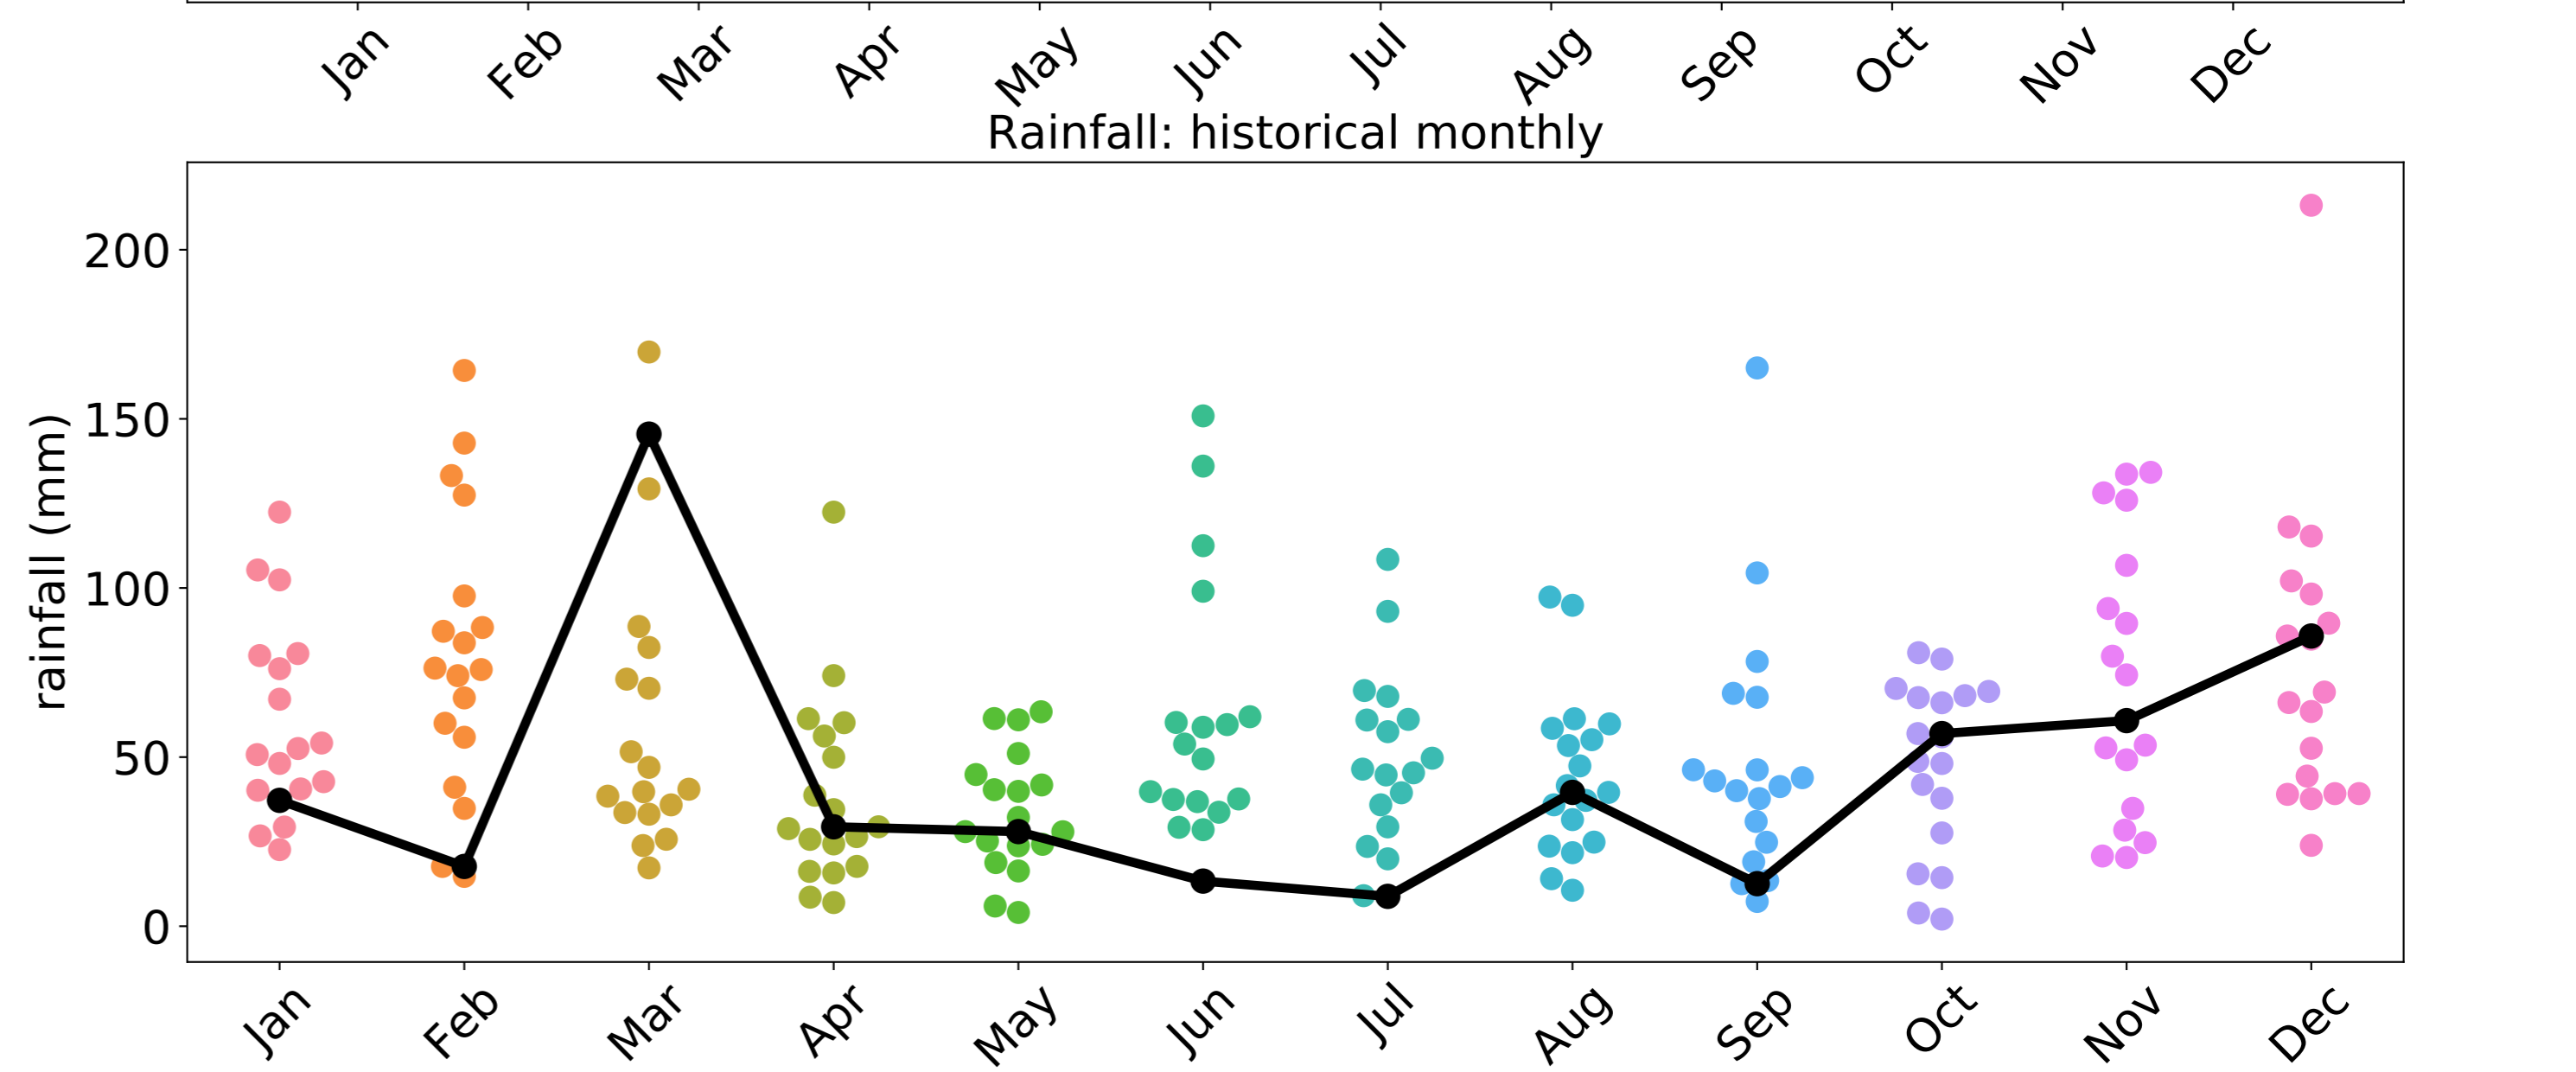 Jan Feb Mar Apr May Jun Jul Aug Sep Oct Nov Dec
Rainfall: historical monthly
rainfall (mm)
200
150
100
50
0
Jan Feb Mar Apr May Jun Jul Aug Sep Oct Nov Dec